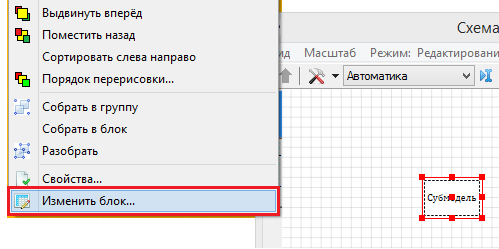 Выдвинуть вперёд
Поместить назад
Сортировать слева направо
Порядок перерисовки...
Собрать в группу
Собрать в блок
Разобрать
Свойства...
Изменить блок...
Схема
ид Масштаб Режим: Редактировани
Автоматика
Субмодель